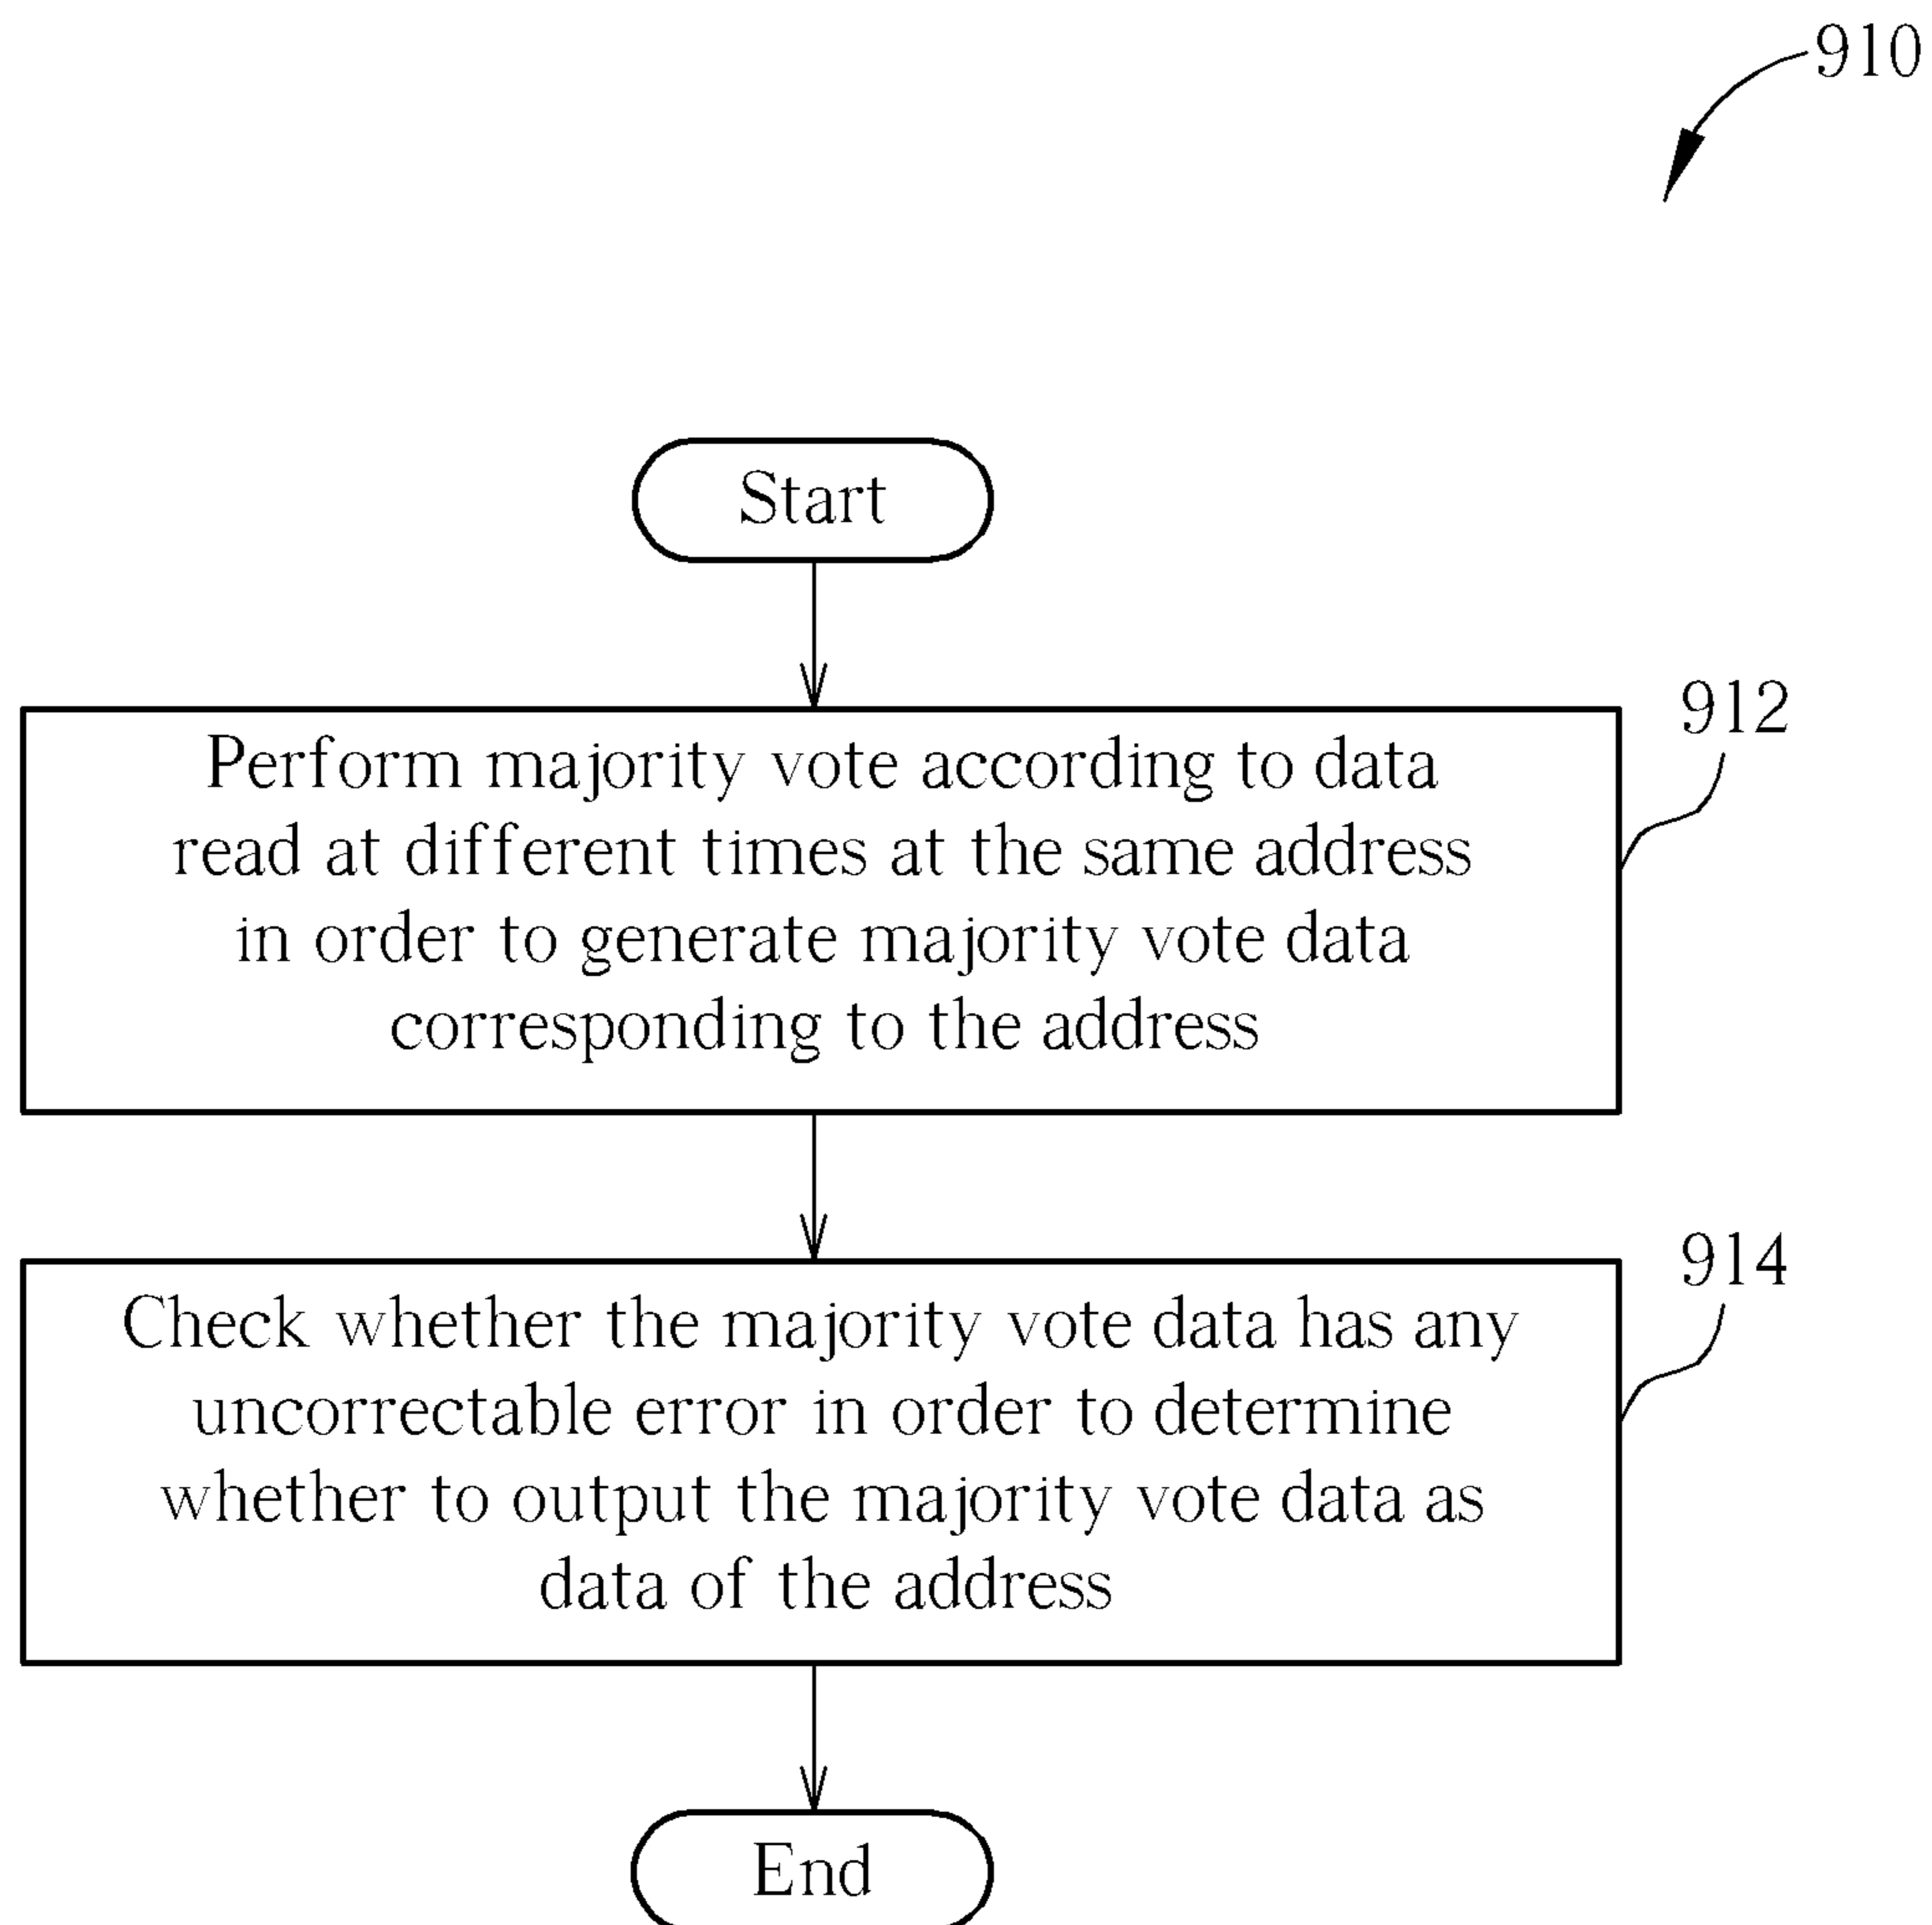 910
Start
912
Perform majority vote according to data
read at different times at the same address
in order to generate majority vote data
corresponding to the address
914
Check whether the majority vote data has any
uncorrectable error in order to determine
whether to output the majority vote data as
data of the address
End